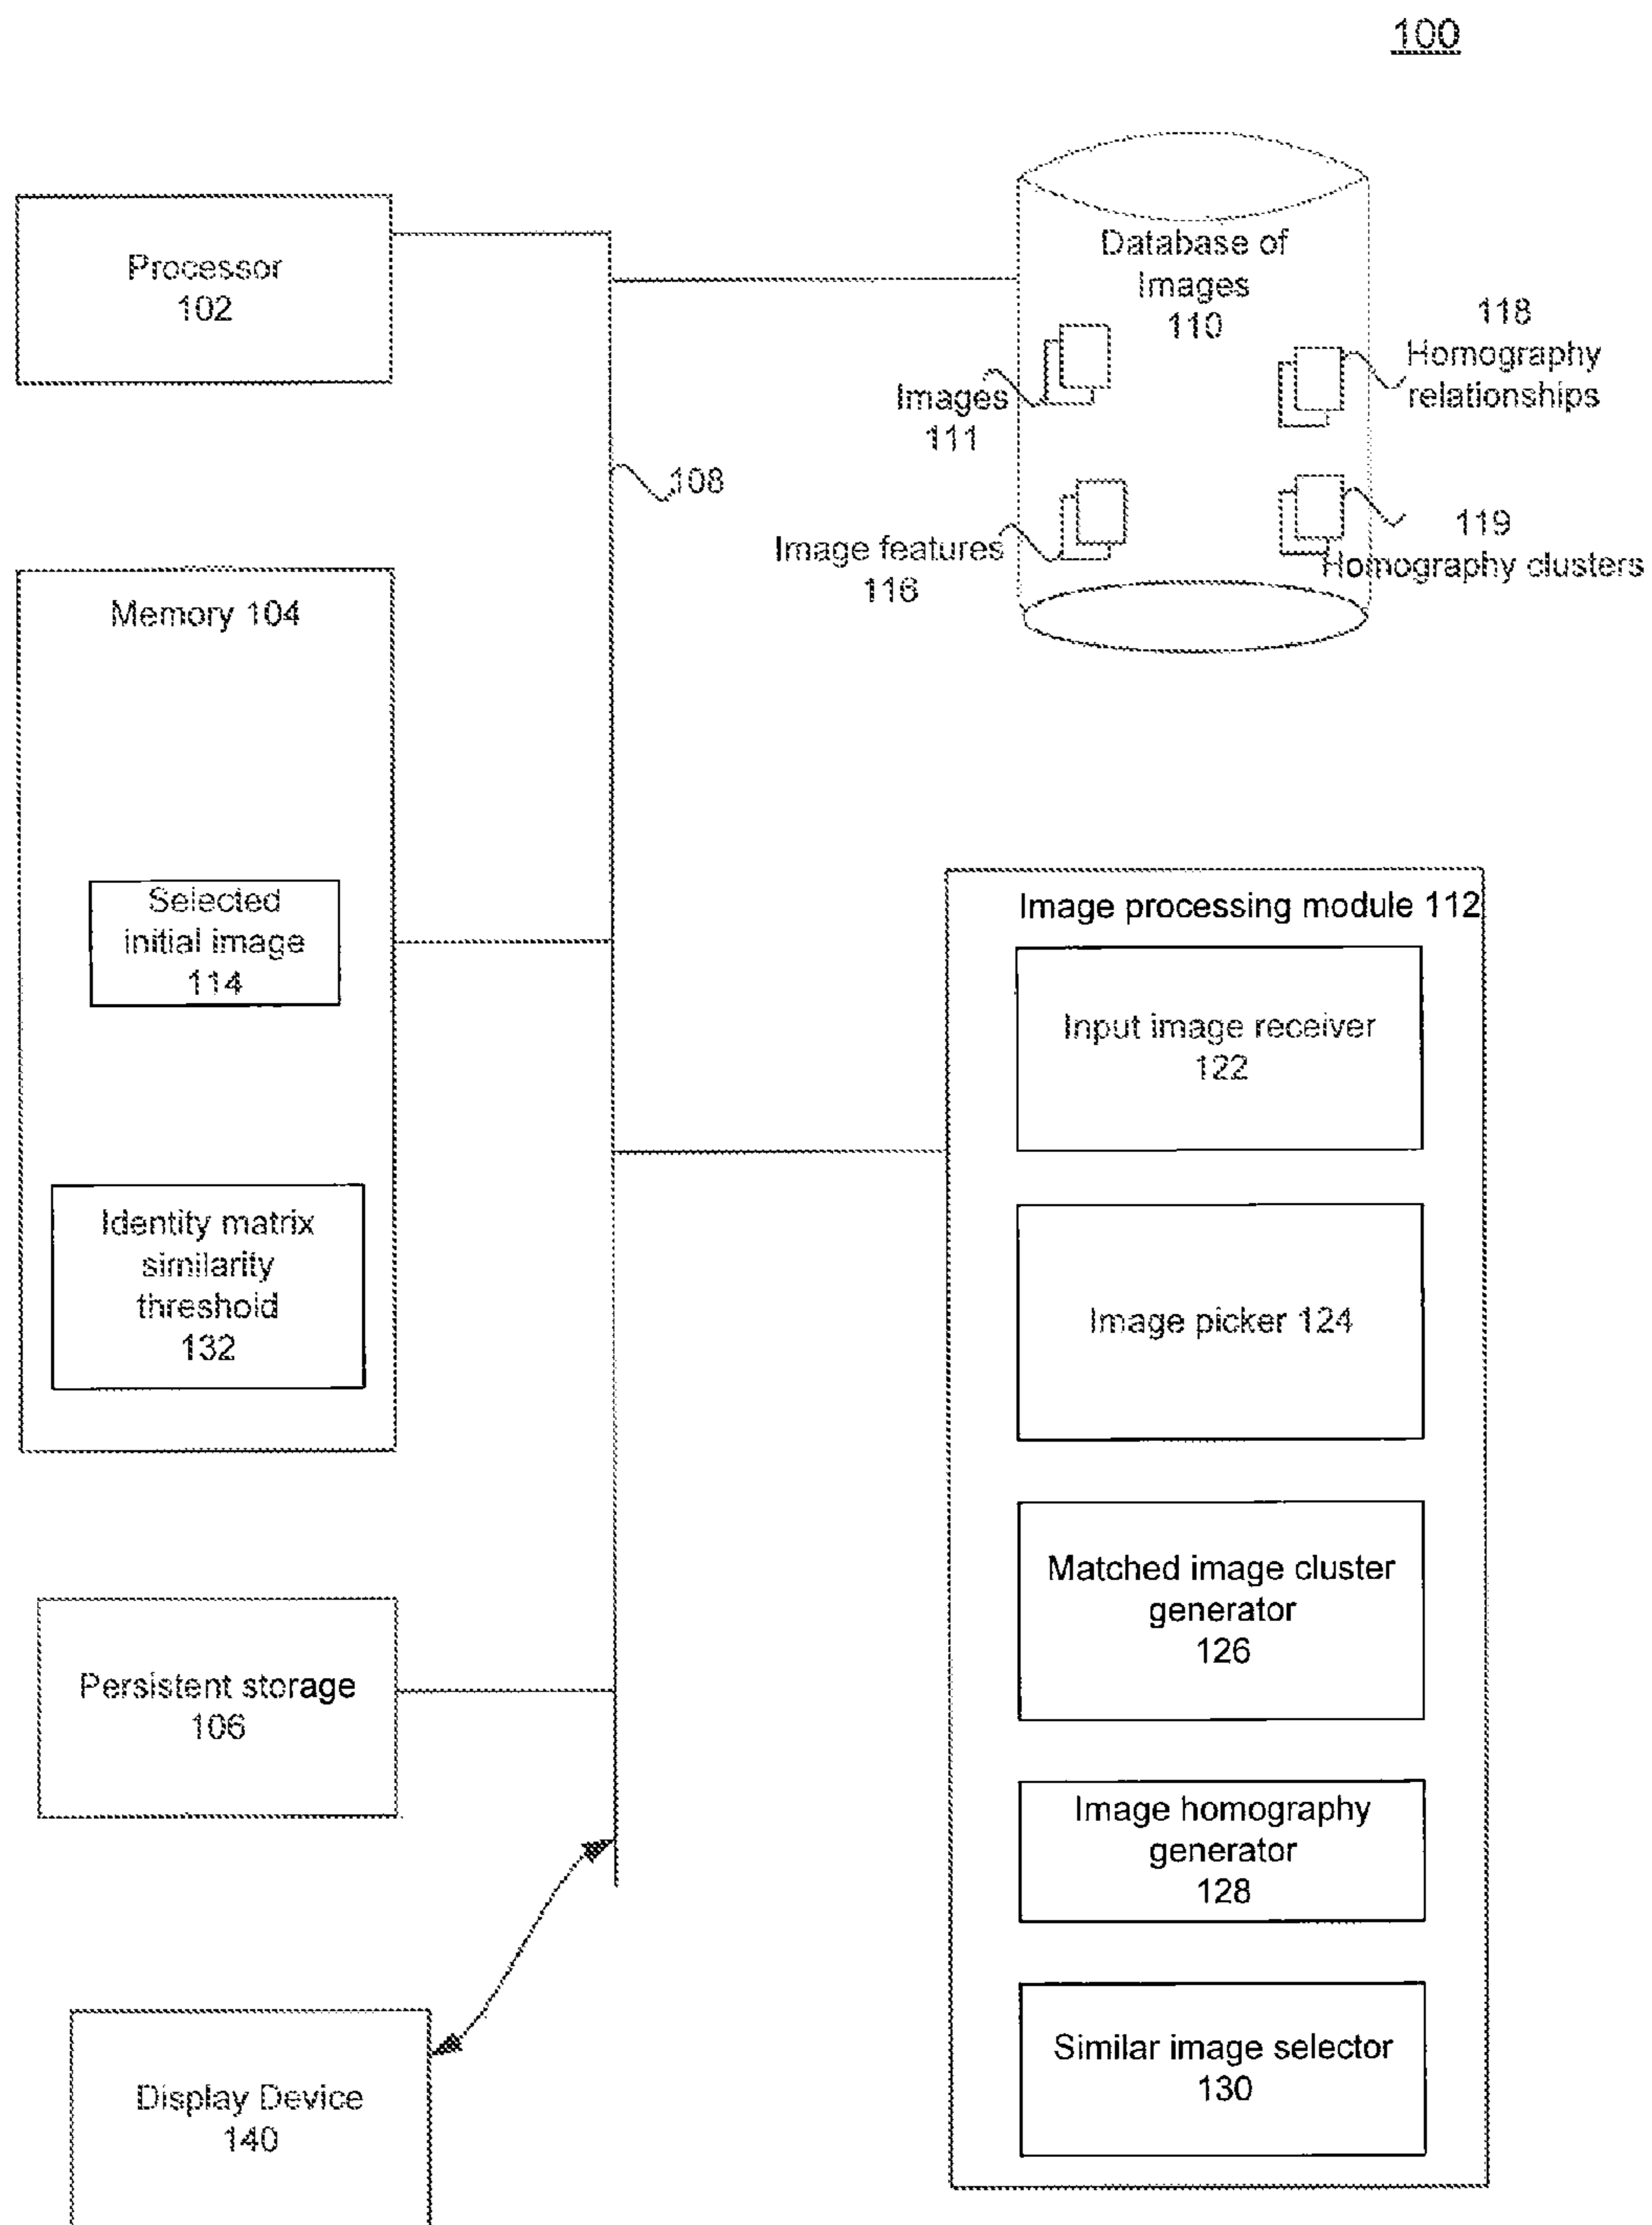 100
Processor
102
Database of
Images
110
Images
111
118
Homography
relationships
108
Image features
116
119
Homography clusters
Memory 104
Selected
initial image
114
Identity matrix
similarity
threshold
132
Image processing module 112
Input image receiver
122
Image picker 124
Matched image cluster
generator
126
Image homography
generator
128
Similar image selector
130
Persistent storage
106
Display Device
140